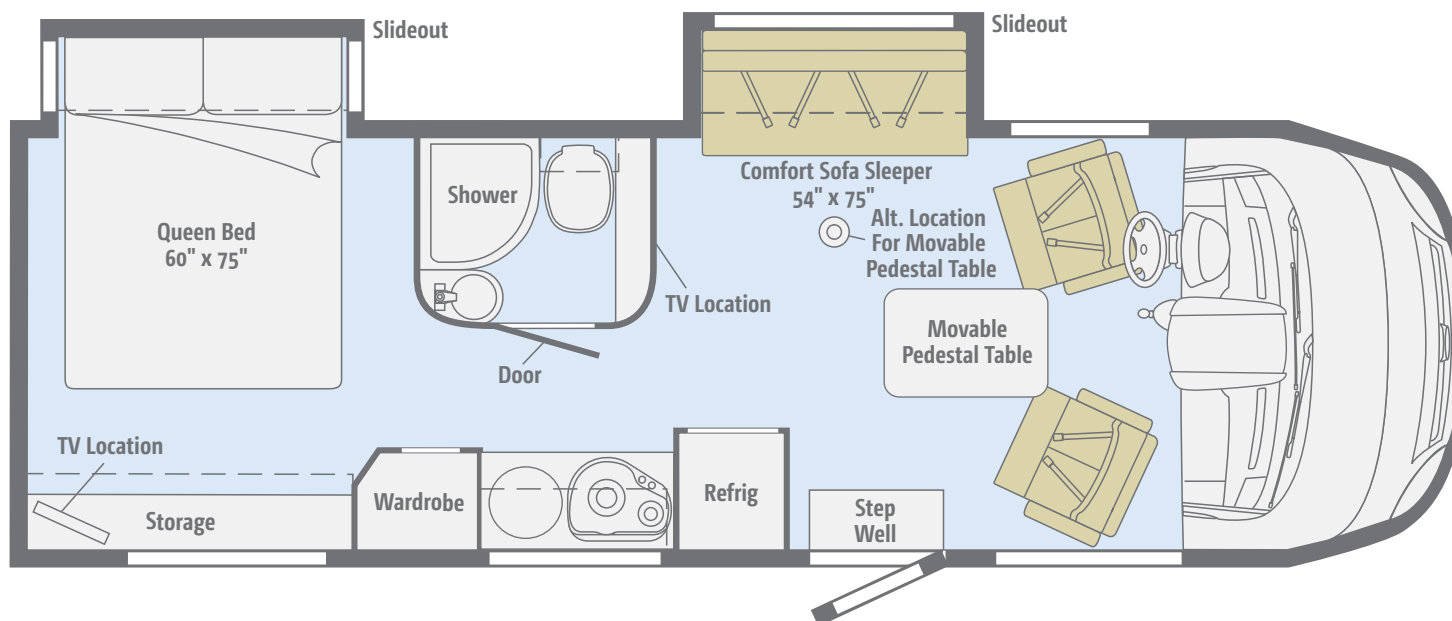 Slideout
Slideout
Comfort Sofa Sleeper
54" x 75"
Shower
Queen Bed
60" x 75"
Alt. Location
For Movable
Pedestal Table
TV Location
Movable
Pedestal Table
Door
TV Location
Storage
Wardrobe
Refrig
Step
Well